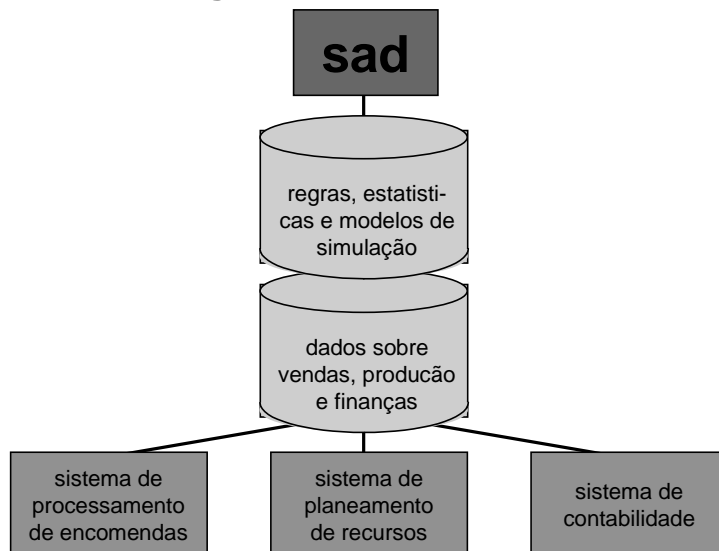 sad
regras, estatisti-
cas e modelos de
simulação
dados sobre
vendas, producão
e finanças
sistema de
processamento
de encomendas
sistema de
planeamento
de recursos
sistema de
contabilidade